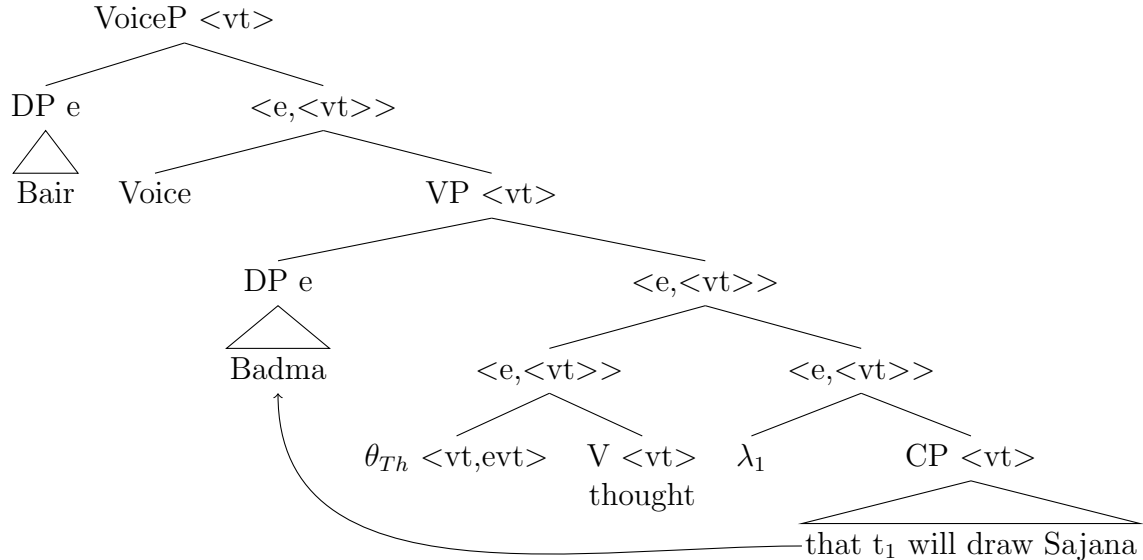 VoiceP <vt>
DP e <e,<vt>>
Bair Voice VP <vt>
DP e <e,<vt>>
Badma <e,<vt>> <e,<vt>>
θ_Th <vt,evt> V <vt> λ₁ CP <vt>
thought
that t₁ will draw Sajana